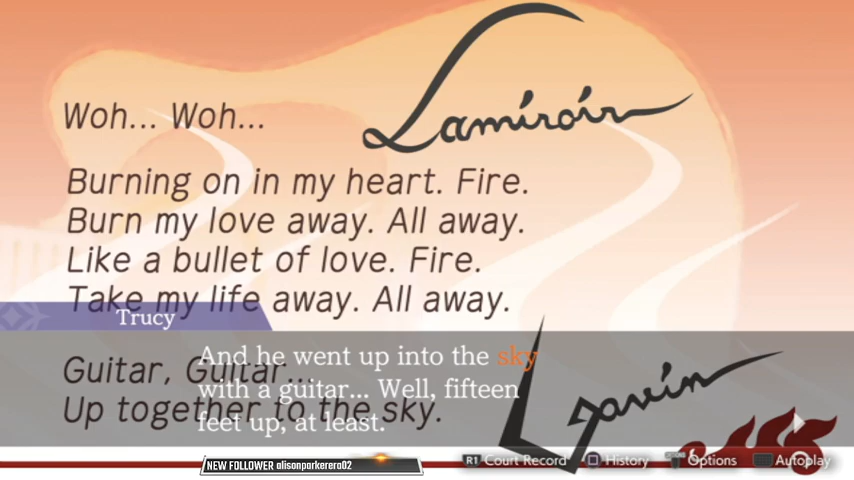 Lamiroir
Woh... Woh...
Burning on in my heart. Fire.
Burn my love away. All away.
Like a bullet of love. Fire.
Take my life away. All away.
Guitar, Guitar...
Up together to the sky.
Gavin
Trucy
And he went up into the sky
with a guitar... Well, fifteen
feet up, at least.
NEW FOLLOWER alisonparkerera02
R1 Court Record
History
OPTIONS Options
Autoplay